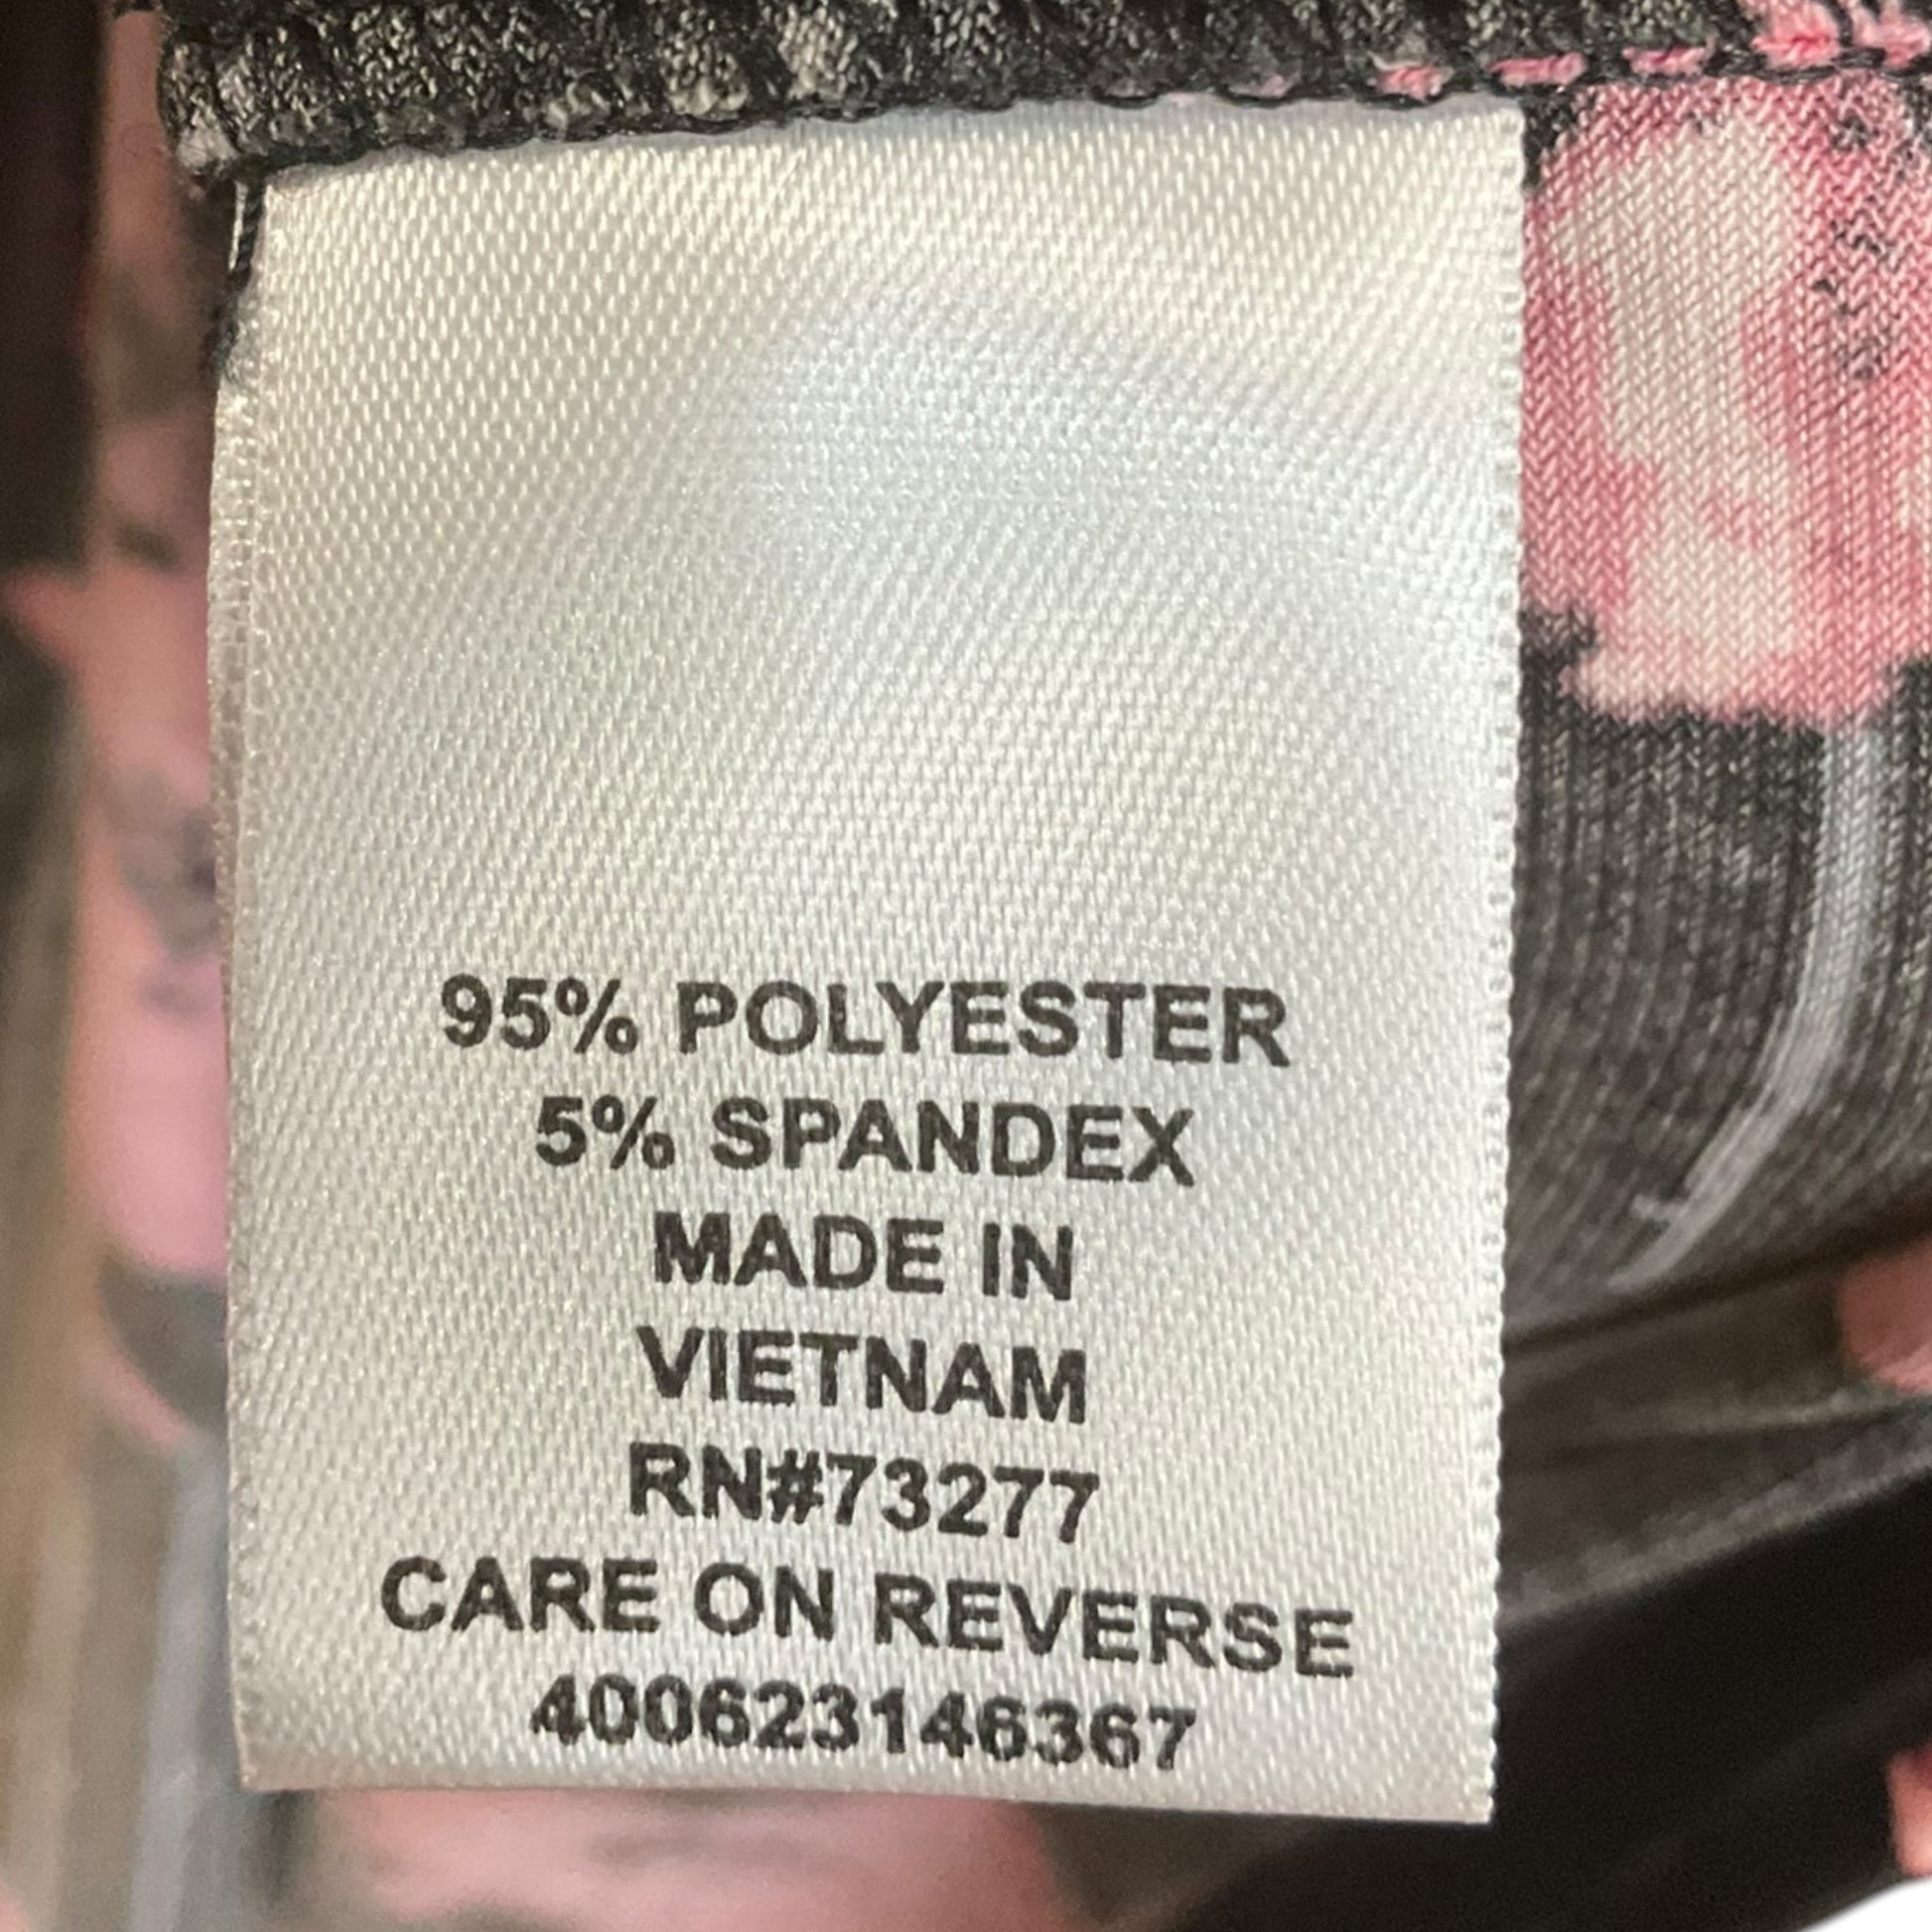 95% POLYESTER
5% SPANDEX
MADE IN
VIETNAM
RN#73277
CARE ON REVERSE
400623146367